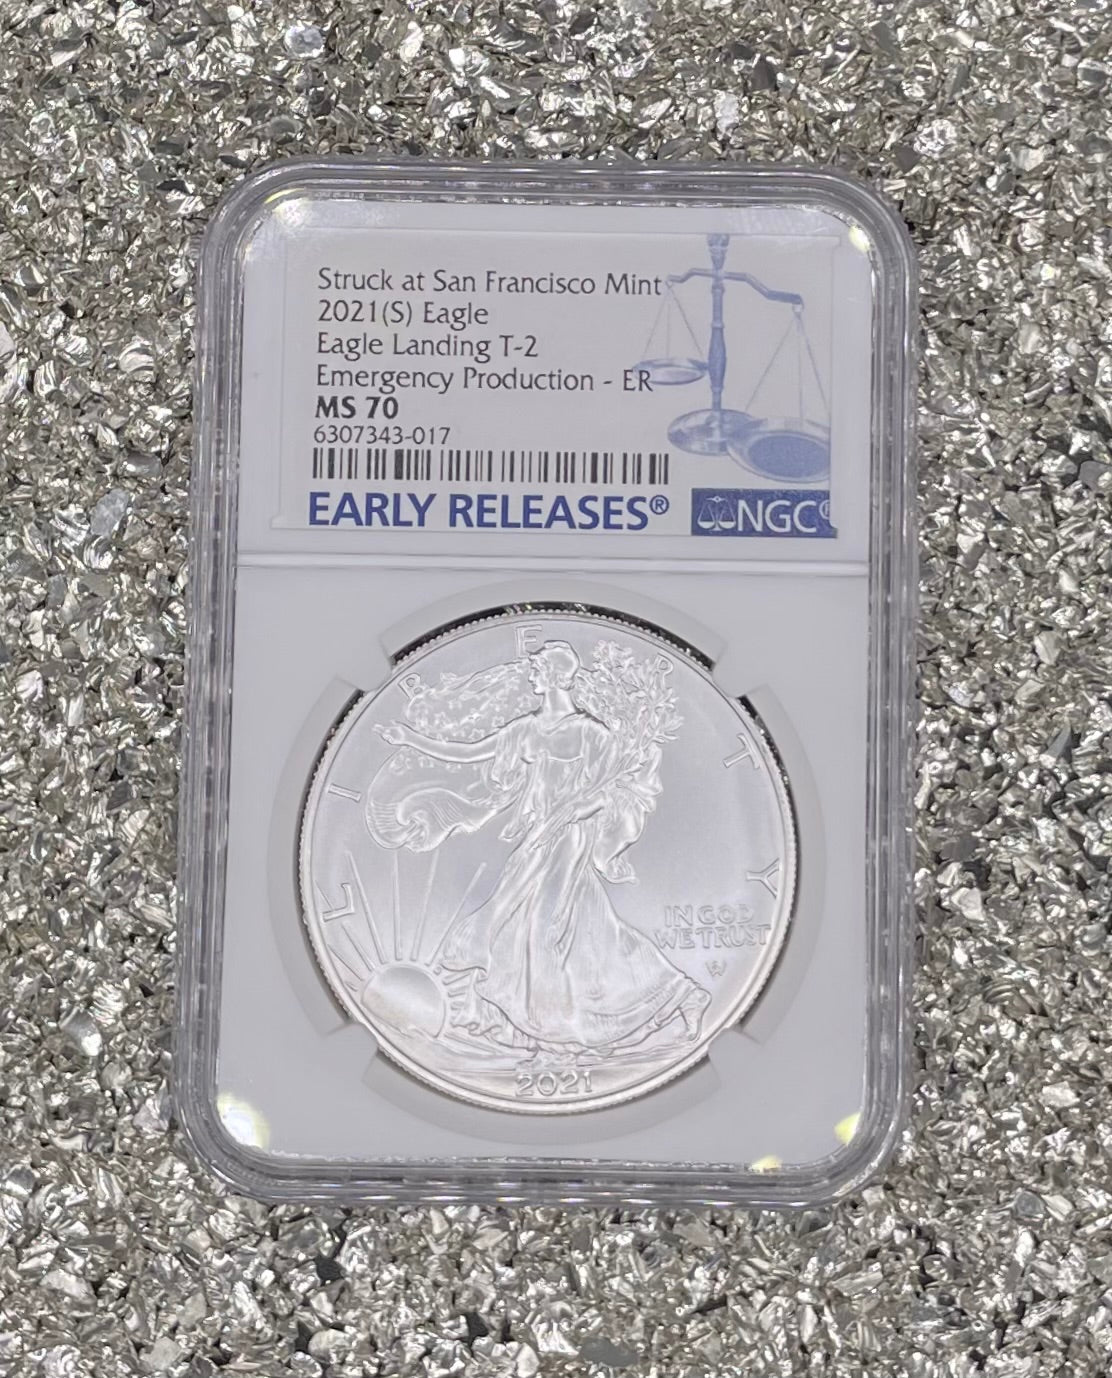 Struck at San Francisco Mint
2021(S) Eagle
Eagle Landing T-2
Emergency Production - ER
MS 70
6307343-017
EARLY RELEASES®
NGC®
LIBERTY
IN GOD
WE TRUST
W
2021